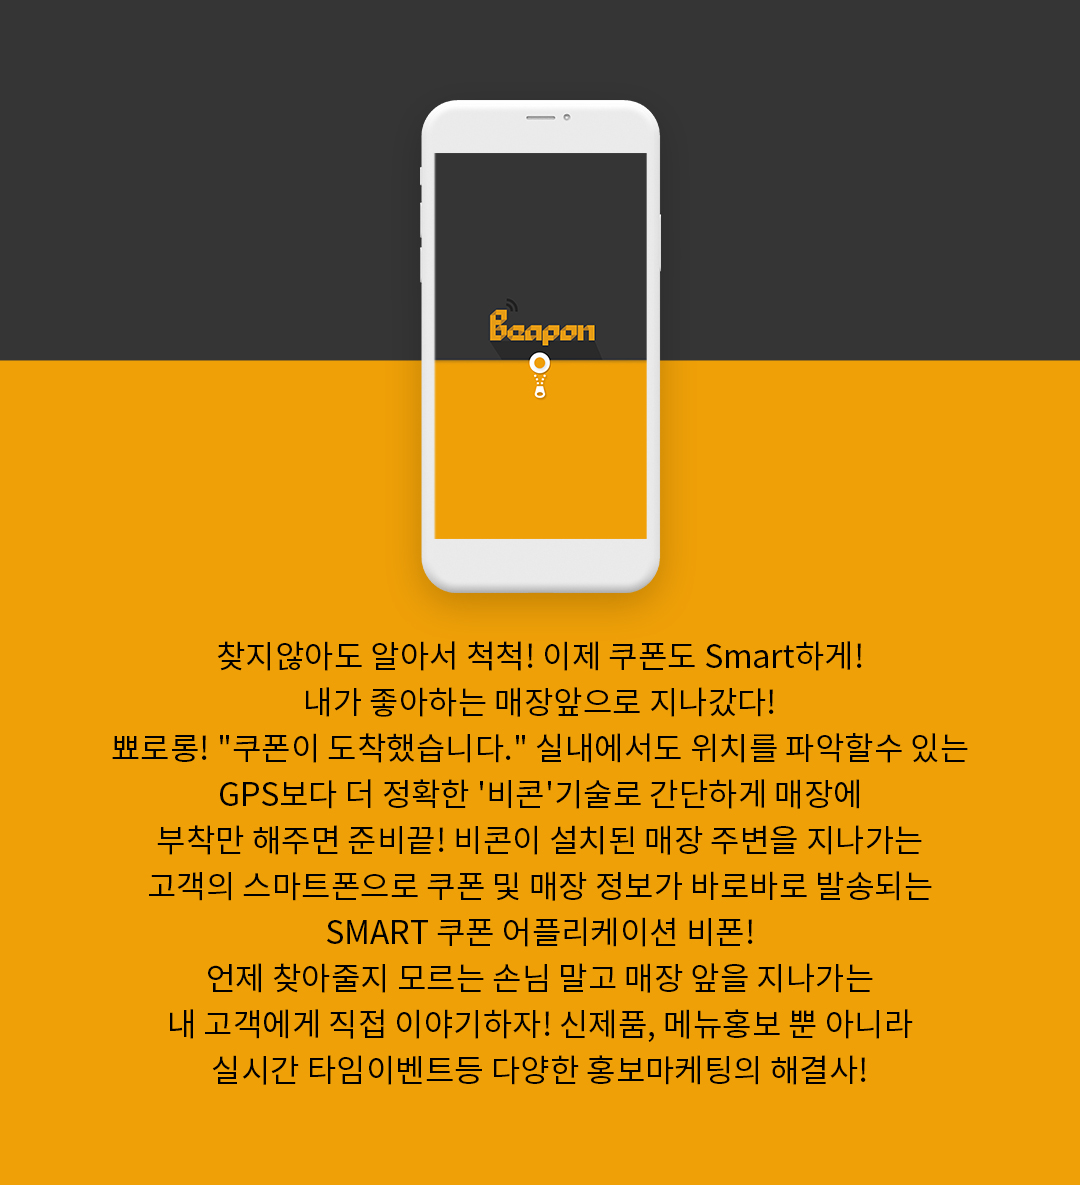 Beapon
찾지않아도 알아서 척척! 이제 쿠폰도 Smart하게!
내가 좋아하는 매장앞으로 지나갔다!
뾰로롱! "쿠폰이 도착했습니다." 실내에서도 위치를 파악할수 있는
GPS보다 더 정확한 '비콘'기술로 간단하게 매장에
부착만 해주면 준비끝! 비콘이 설치된 매장 주변을 지나가는
고객의 스마트폰으로 쿠폰 및 매장 정보가 바로바로 발송되는
SMART 쿠폰 어플리케이션 비폰!
언제 찾아줄지 모르는 손님 말고 매장 앞을 지나가는
내 고객에게 직접 이야기하자! 신제품, 메뉴홍보 뿐 아니라
실시간 타임이벤트등 다양한 홍보마케팅의 해결사!